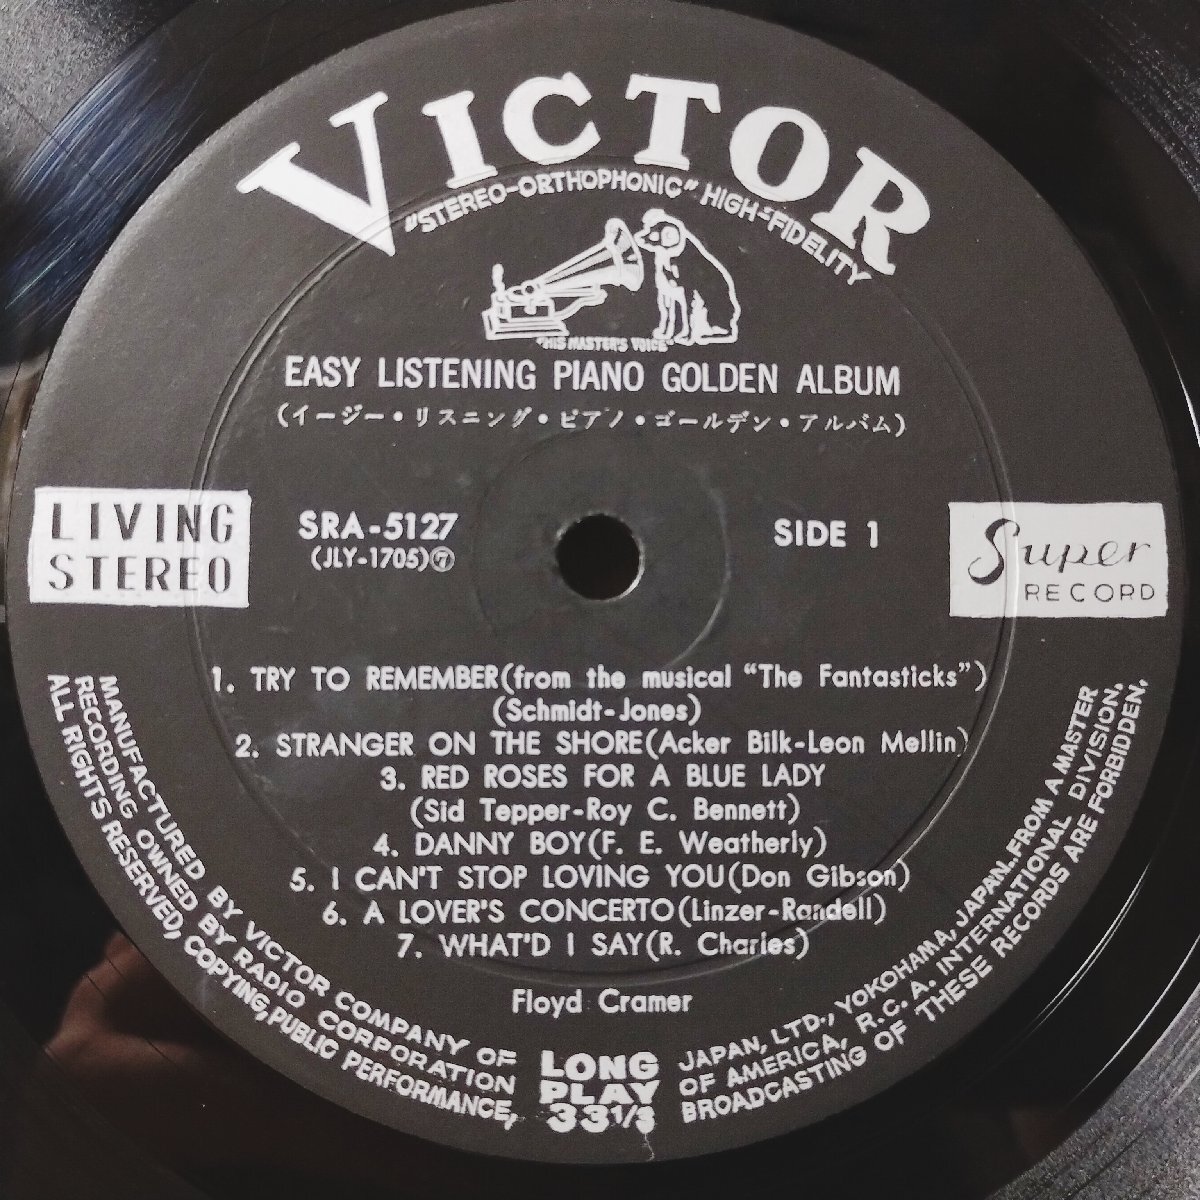 VICTOR
"STEREO-ORTHOPHONIC" HIGH-FIDELITY
"HIS MASTER'S VOICE"
EASY LISTENING PIANO GOLDEN ALBUM
(イージー・リスニング・ピアノ・ゴールデン・アルバム)
LIVING
STEREO
SRA-5127
(JLY-1705)㋐
SIDE 1
Super
RECORD
1. TRY TO REMEMBER(from the musical "The Fantasticks")
(Schmidt-Jones)
2. STRANGER ON THE SHORE(Acker Bilk-Leon Mellin)
3. RED ROSES FOR A BLUE LADY
(Sid Tepper-Roy C. Bennett)
4. DANNY BOY(F. E. Weatherly)
5. I CAN'T STOP LOVING YOU(Don Gibson)
6. A LOVER'S CONCERTO(Linzer-Randell)
7. WHAT'D I SAY(R. Charles)
Floyd Cramer
MANUFACTURED BY VICTOR COMPANY OF JAPAN, LTD., YOKOHAMA, JAPAN..FROM A MASTER
RECORDING OWNED BY RADIO CORPORATION OF AMERICA, R.C.A. INTERNATIONAL DIVISION,
ALL RIGHTS RESERVED, COPYING, PUBLIC PERFORMANCE, BROADCASTING OF THESE RECORDS ARE FORBIDDEN.
LONG
PLAY
33 1/3